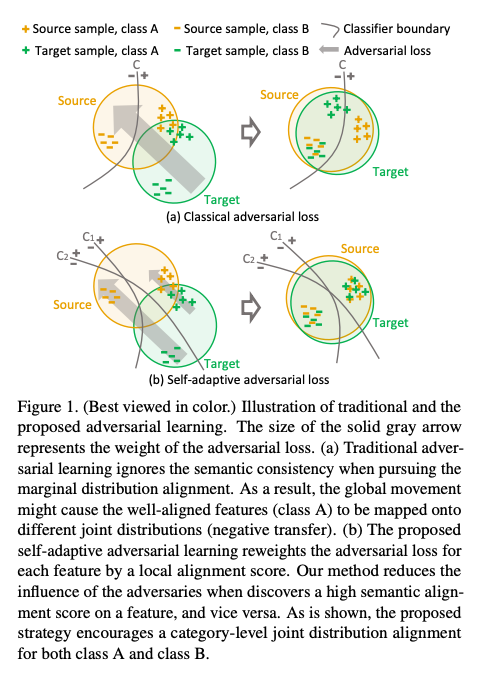 + Source sample, class A − Source sample, class B Classifier boundary
+ Target sample, class A − Target sample, class B Adversarial loss
C
− +
Source
Target
C
− +
Source
Target
(a) Classical adversarial loss
C1 +
−
C2 +
−
Source
Target
C1 +
−
C2 +
−
Source
Target
(b) Self-adaptive adversarial loss
Figure 1. (Best viewed in color.) Illustration of traditional and the
proposed adversarial learning. The size of the solid gray arrow
represents the weight of the adversarial loss. (a) Traditional adver-
sarial learning ignores the semantic consistency when pursuing the
marginal distribution alignment. As a result, the global movement
might cause the well-aligned features (class A) to be mapped onto
different joint distributions (negative transfer). (b) The proposed
self-adaptive adversarial learning reweights the adversarial loss for
each feature by a local alignment score. Our method reduces the
influence of the adversaries when discovers a high semantic align-
ment score on a feature, and vice versa. As is shown, the proposed
strategy encourages a category-level joint distribution alignment
for both class A and class B.